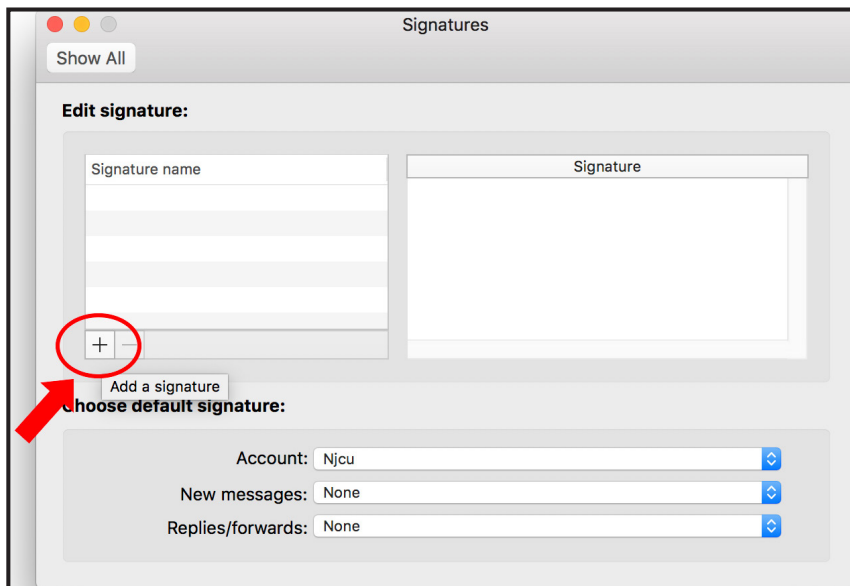 Signatures
Show All
Edit signature:
Signature name
Signature
+ −
Add a signature
Choose default signature:
Account: Njcu
New messages: None
Replies/forwards: None